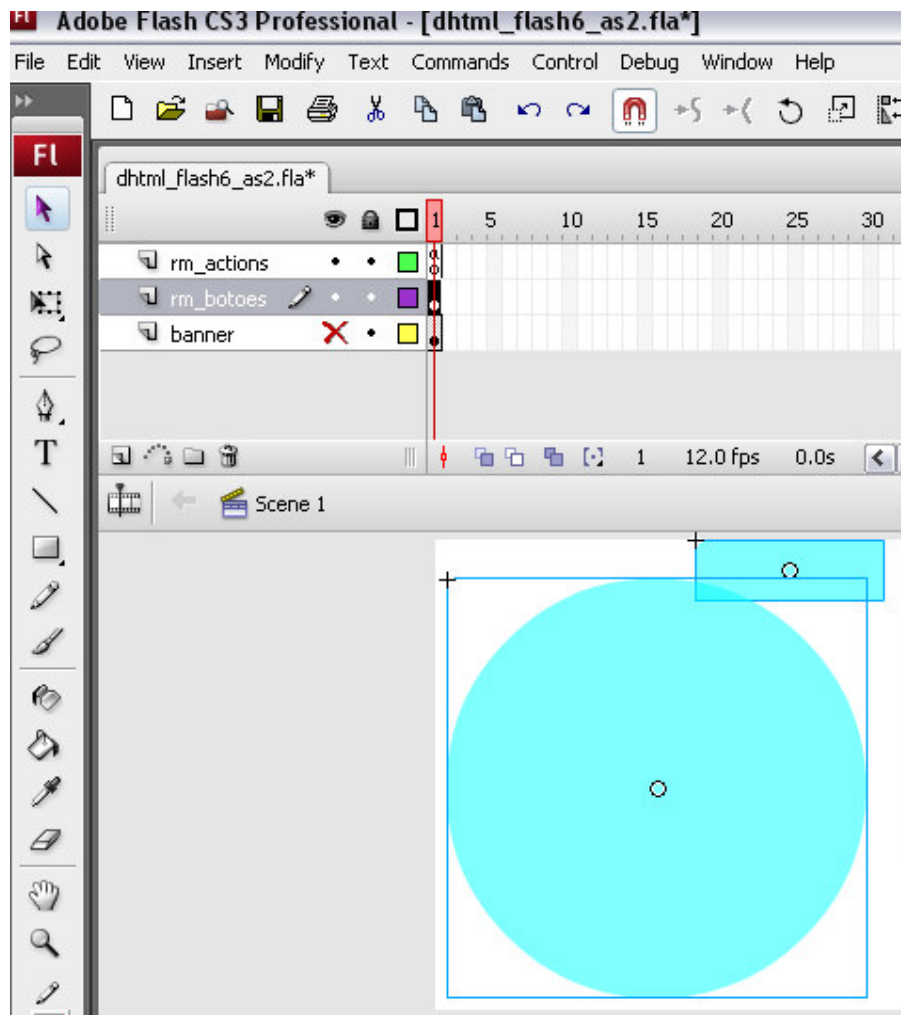 Fl Adobe Flash CS3 Professional - [dhtml_flash6_as2.fla*]
File Edit View Insert Modify Text Commands Control Debug Window Help
Fl
dhtml_flash6_as2.fla*
1 5 10 15 20 25 30
rm_actions
a
rm_botoes
banner
T
1 12.0 fps 0.0s
Scene 1